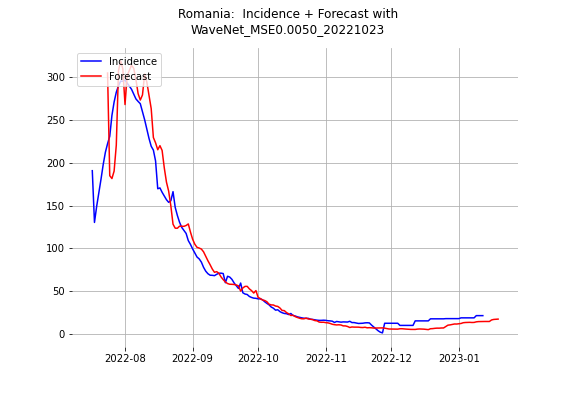 Romania:  Incidence + Forecast with
WaveNet_MSE0.0050_20221023
Incidence
Forecast
300
250
200
150
100
50
0
2022-08 2022-09 2022-10 2022-11 2022-12 2023-01